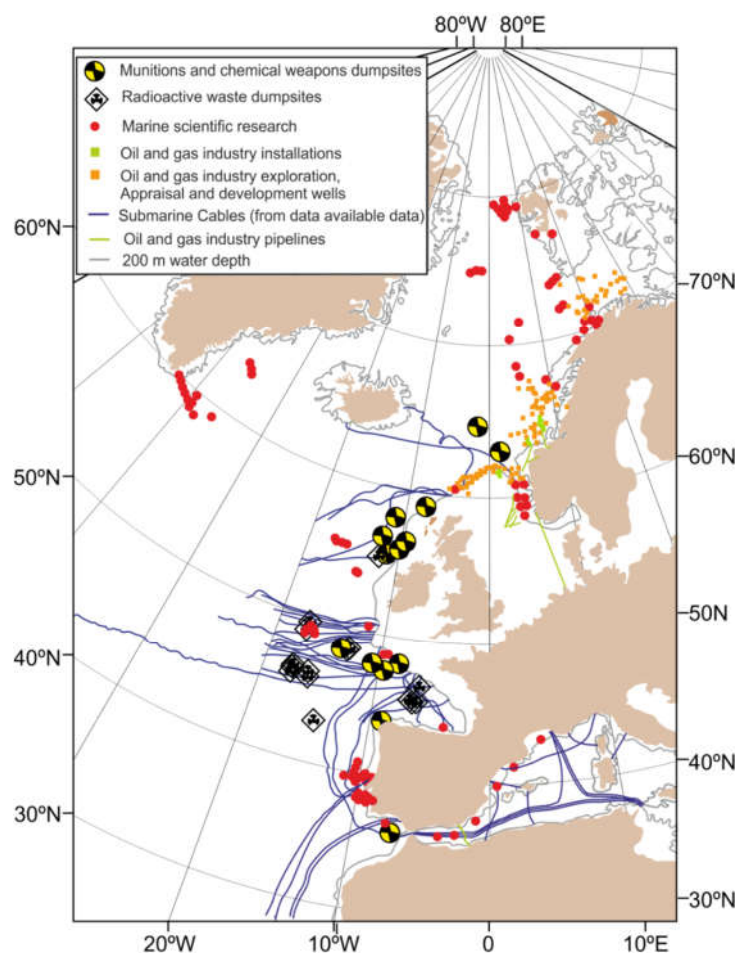 80ºW 80ºE
Munitions and chemical weapons dumpsites
Radioactive waste dumpsites
Marine scientific research
Oil and gas industry installations
Oil and gas industry exploration,
Appraisal and development wells
Submarine Cables (from data available data)
Oil and gas industry pipelines
200 m water depth
60ºN
70ºN
50ºN
60ºN
50ºN
40ºN
40ºN
30ºN
30ºN
20ºW 10ºW 0 10ºE